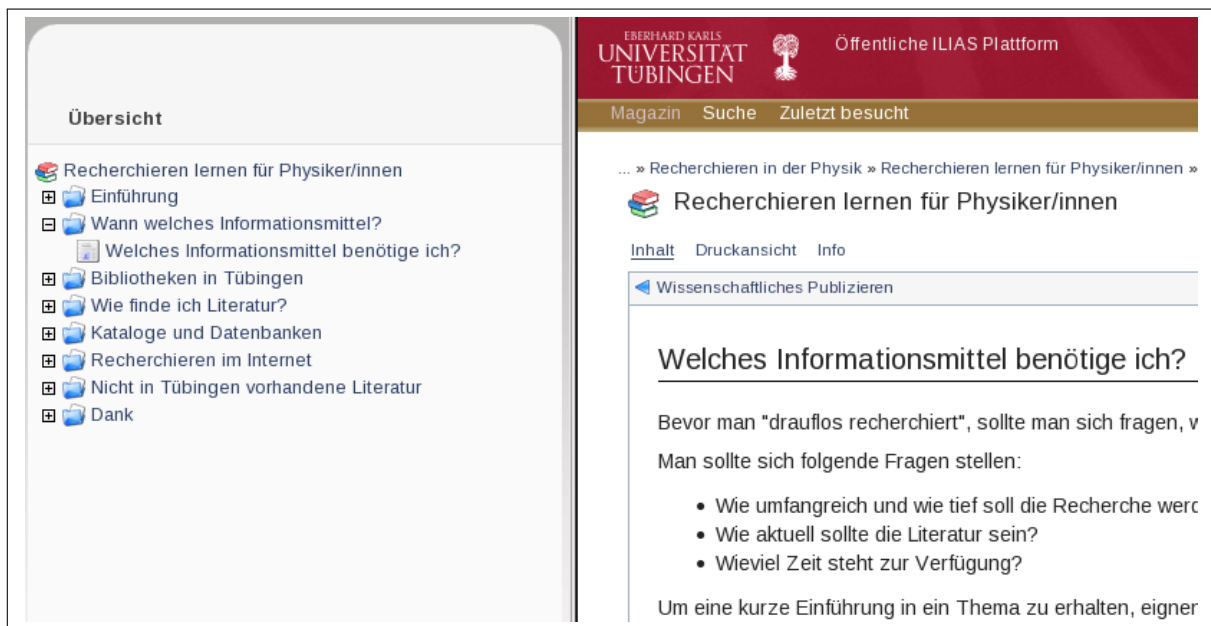 Übersicht
Recherchieren lernen für Physiker/innen
Einführung
Wann welches Informationsmittel?
Welches Informationsmittel benötige ich?
Bibliotheken in Tübingen
Wie finde ich Literatur?
Kataloge und Datenbanken
Recherchieren im Internet
Nicht in Tübingen vorhandene Literatur
Dank
EBERHARD KARLS
UNIVERSITÄT
TÜBINGEN
Öffentliche ILIAS Plattform
Magazin Suche Zuletzt besucht
... » Recherchieren in der Physik » Recherchieren lernen für Physiker/innen »
Recherchieren lernen für Physiker/innen
Inhalt Druckansicht Info
Wissenschaftliches Publizieren
Welches Informationsmittel benötige ich?
Bevor man "drauflos recherchiert", sollte man sich fragen,
Man sollte sich folgende Fragen stellen:
• Wie umfangreich und wie tief soll die Recherche werd
• Wie aktuell sollte die Literatur sein?
• Wieviel Zeit steht zur Verfügung?
Um eine kurze Einführung in ein Thema zu erhalten, eignen